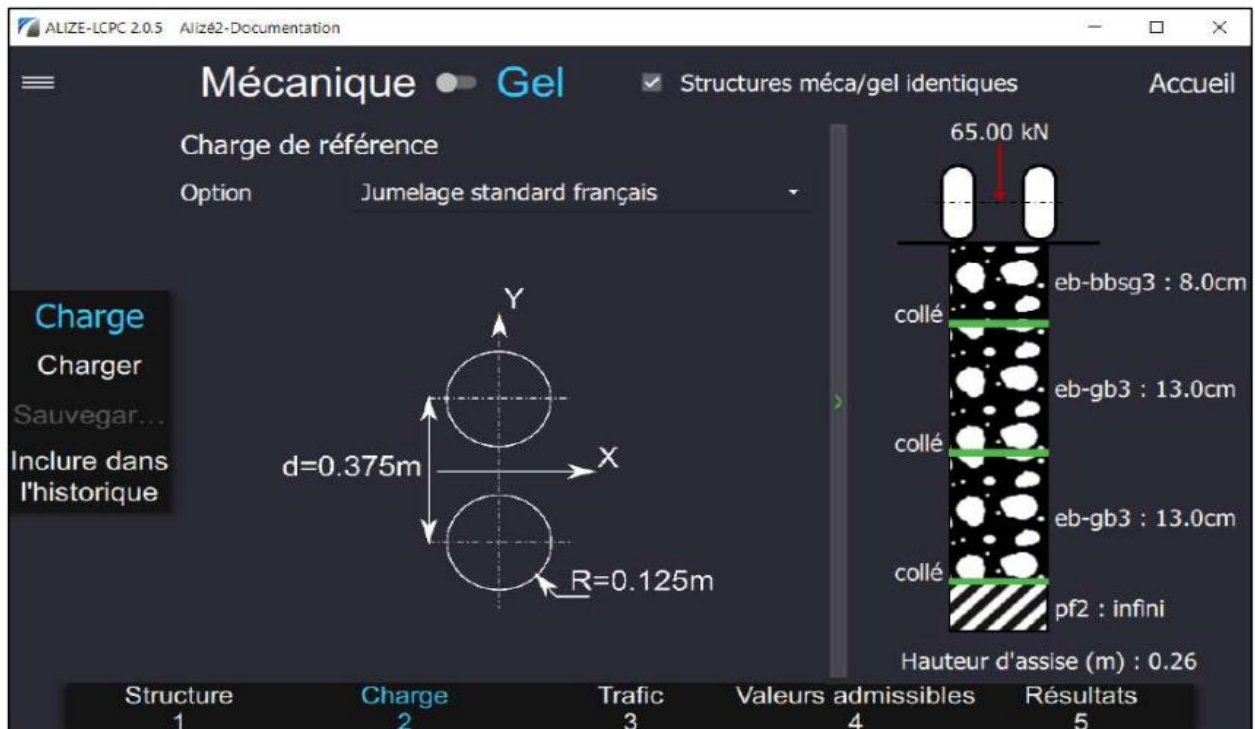 ALIZE-LCPC 2.0.5 Alizé2-Documentation
Mécanique Gel
Structures méca/gel identiques
Accueil
Charge de référence
Option
Jumelage standard français
Charge
Charger
Sauvegar...
Inclure dans
l'historique
Y
X
d=0.375m
R=0.125m
65.00 kN
eb-bbsg3 : 8.0cm
collé
eb-gb3 : 13.0cm
collé
eb-gb3 : 13.0cm
collé
pf2 : infini
Hauteur d'assise (m) : 0.26
Structure
1
Charge
2
Trafic
3
Valeurs admissibles
4
Résultats
5